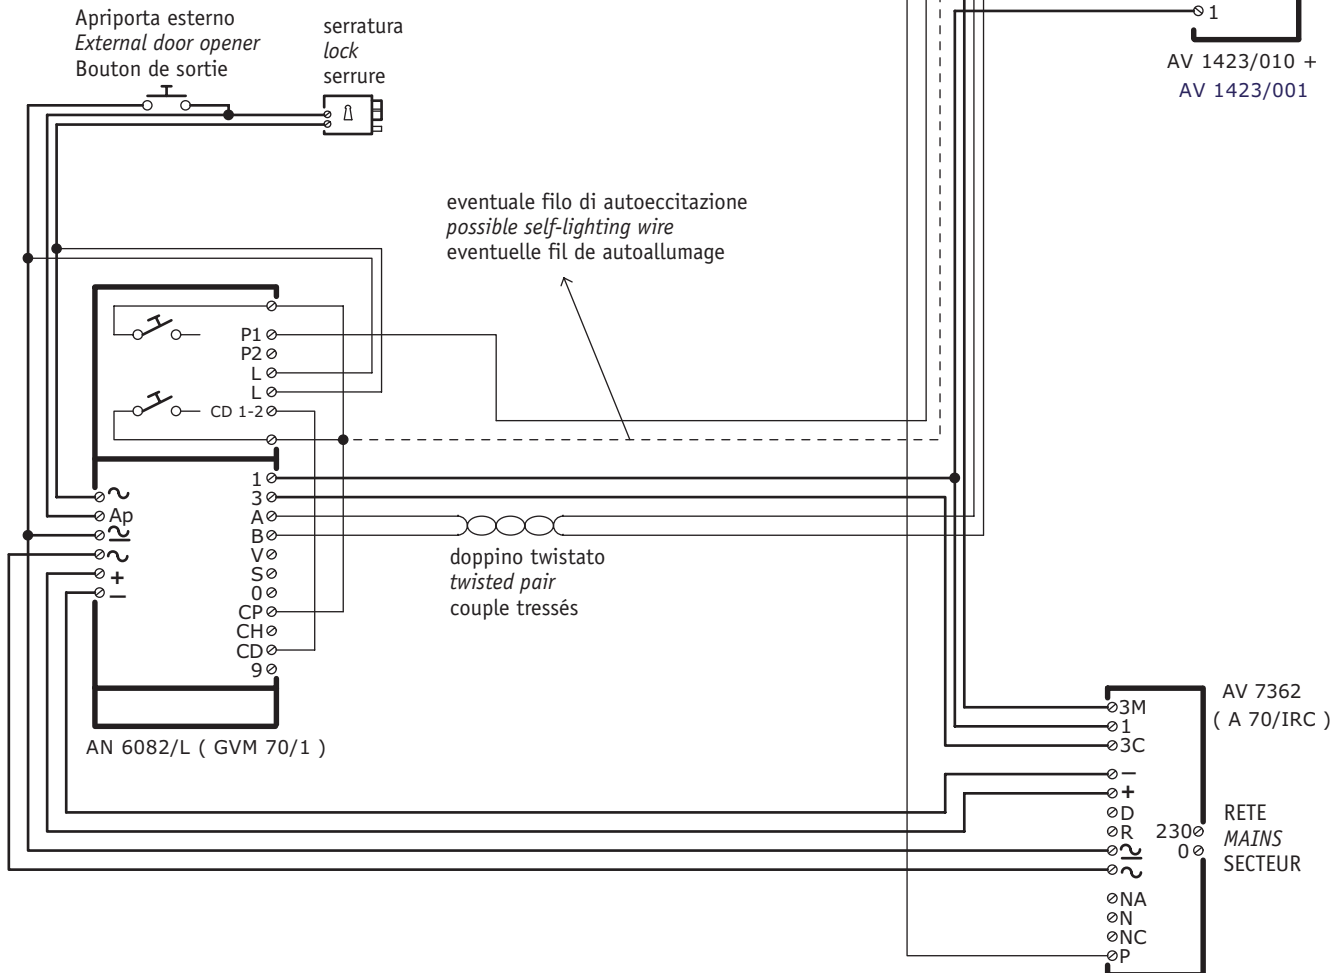 Apriporta esterno
External door opener
Bouton de sortie
serratura
lock
serrure
1
AV 1423/010 +
AV 1423/001
eventuale filo di autoeccitazione
possible self-lighting wire
eventuelle fil de autoallumage
P1
P2
L
L
CD 1-2
1
3
A
B
V
S
0
CP
CH
CD
9
Ap
+
−
doppino twistato
twisted pair
couple tressés
AN 6082/L ( GVM 70/1 )
3M
1
3C
−
+
D
R
NA
N
NC
P
230
0
AV 7362
( A 70/IRC )
RETE
MAINS
SECTEUR